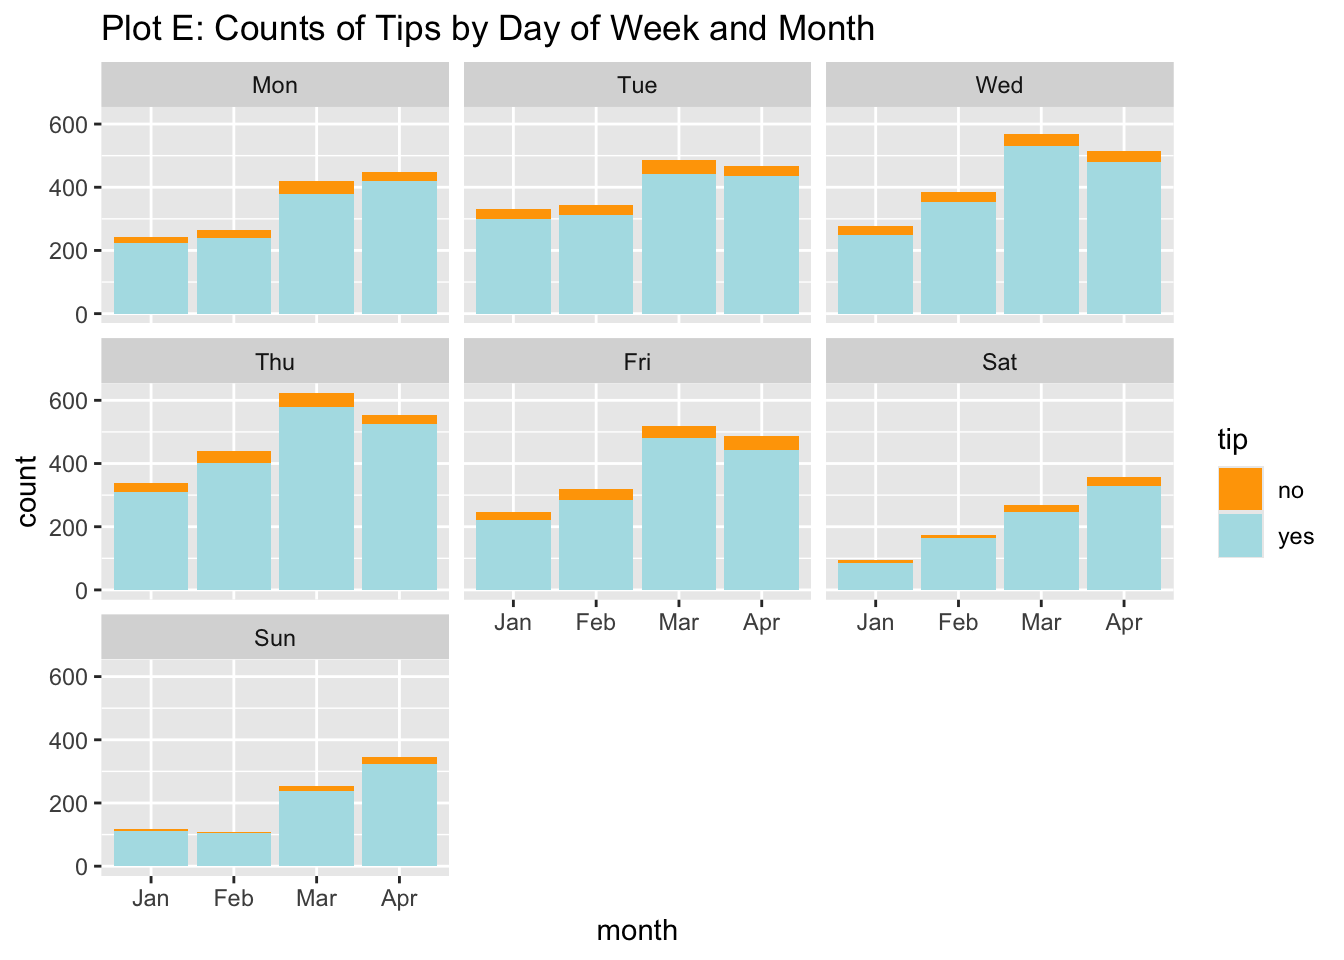 Plot E: Counts of Tips by Day of Week and Month
Mon Tue Wed
600
400
200
0
Thu Fri Sat
600
400
200
0
Jan Feb Mar Apr Jan Feb Mar Apr
Sun
600
400
200
0
Jan Feb Mar Apr
month
count
tip
no
yes